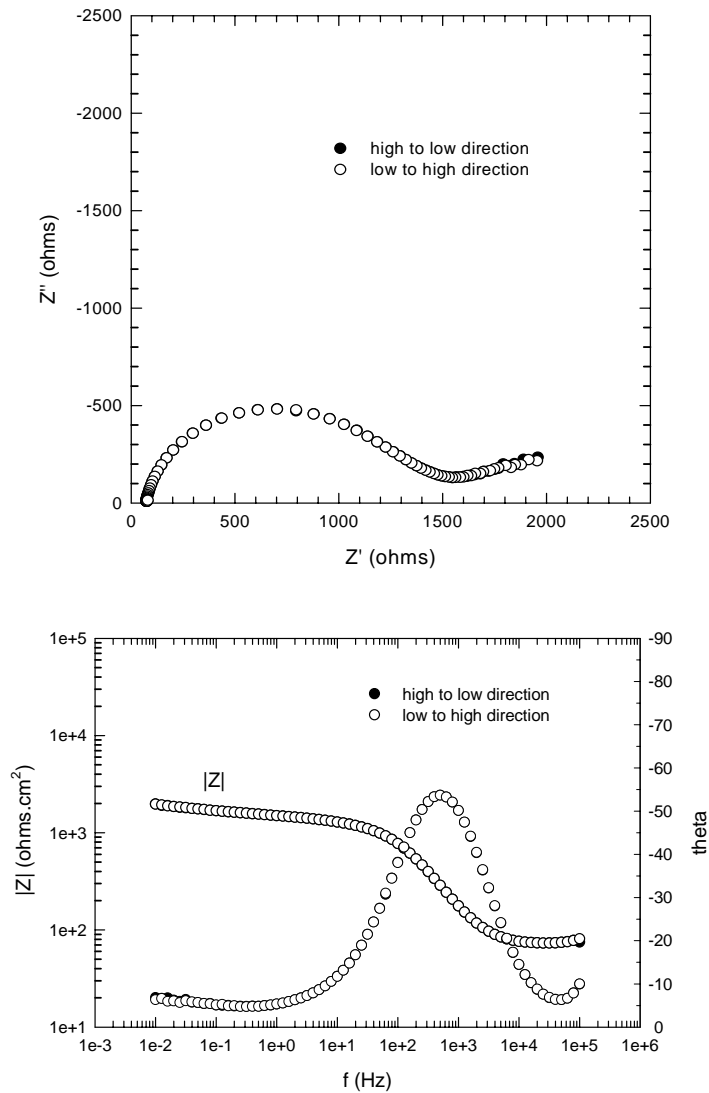 -2500
-2000
-1500
-1000
-500
0
Z'' (ohms)
high to low direction
low to high direction
0 500 1000 1500 2000 2500
Z' (ohms)
1e+5
1e+4
1e+3
1e+2
1e+1
|Z| (ohms.cm²)
high to low direction
low to high direction
|Z|
-90
-80
-70
-60
-50
-40
-30
-20
-10
0
theta
1e-3 1e-2 1e-1 1e+0 1e+1 1e+2 1e+3 1e+4 1e+5 1e+6
f (Hz)